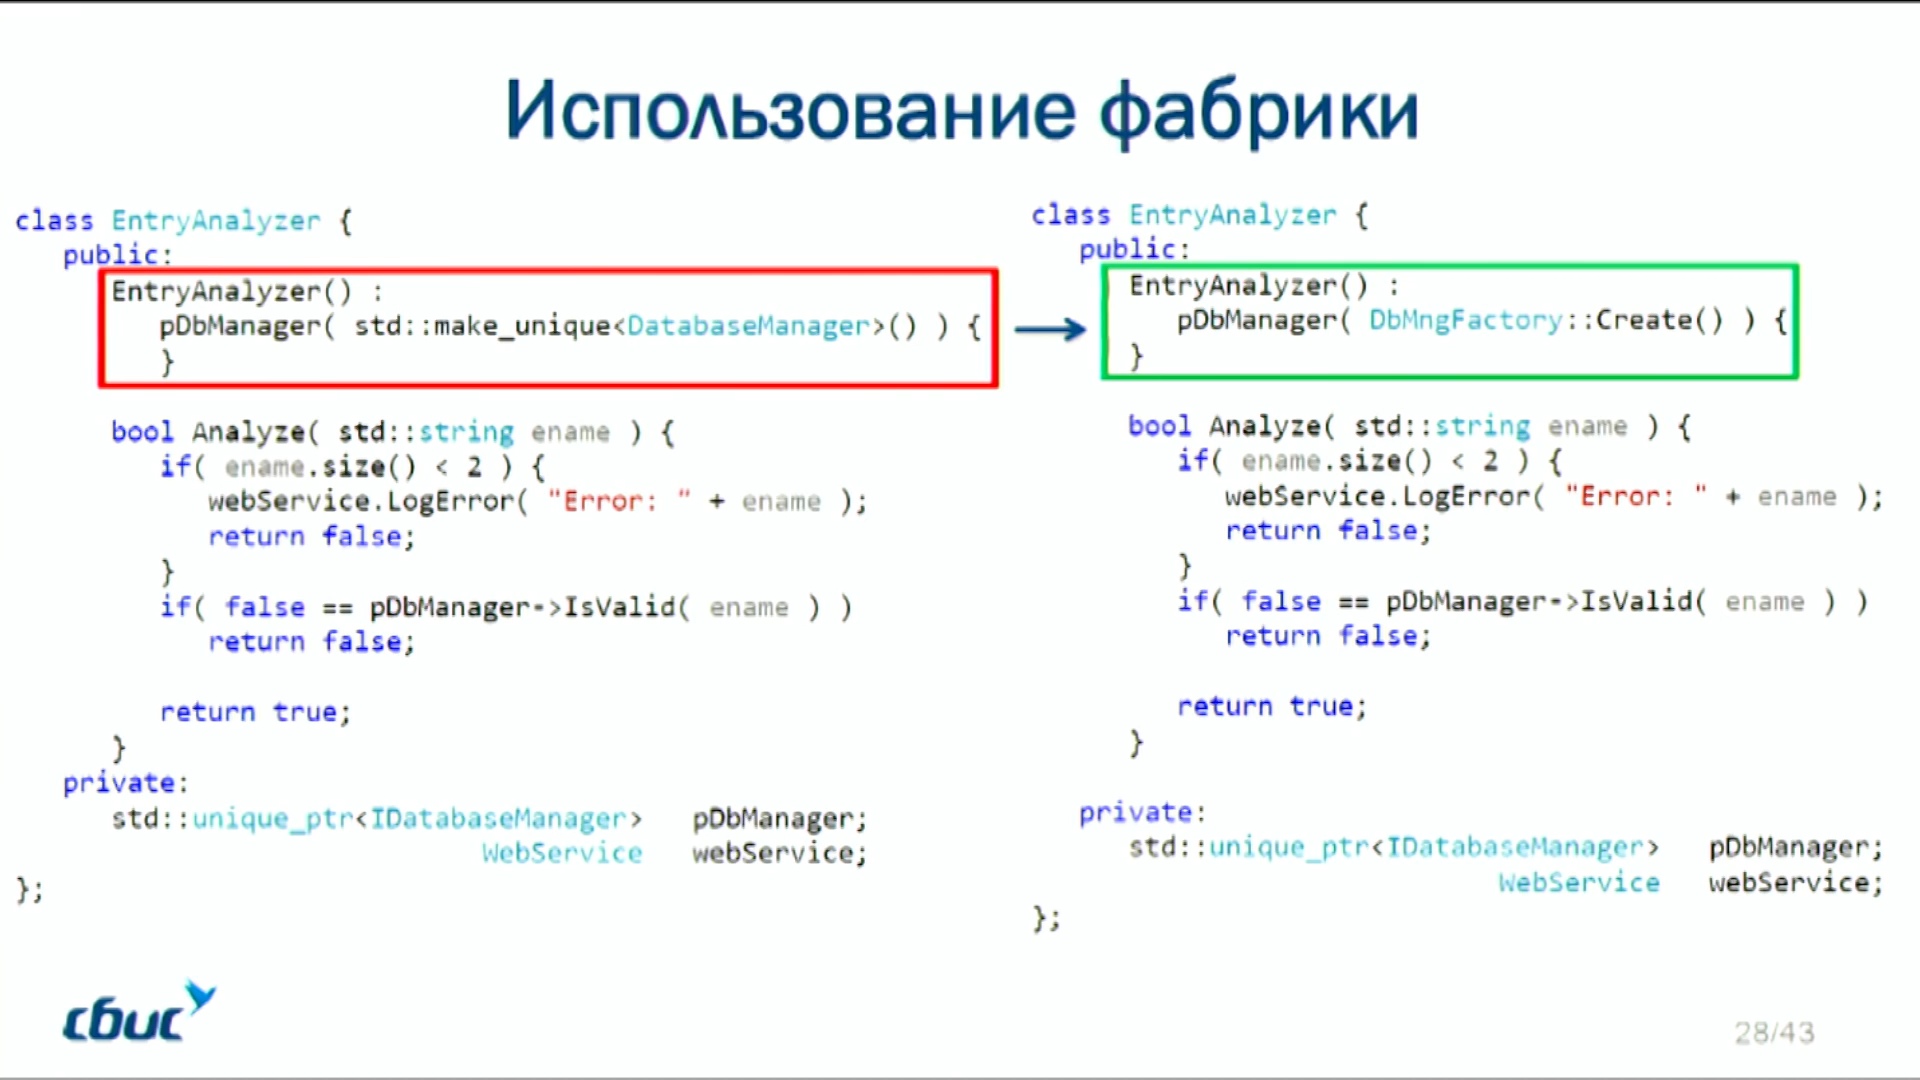 Использование фабрики
class EntryAnalyzer {
public:
EntryAnalyzer() :
pDbManager( std::make_unique<DatabaseManager>() ) {
}
bool Analyze( std::string ename ) {
if( ename.size() < 2 ) {
webService.LogError( "Error: " + ename );
return false;
}
if( false == pDbManager->IsValid( ename ) )
return false;
return true;
}
private:
std::unique_ptr<IDatabaseManager> pDbManager;
WebService webService;
};
class EntryAnalyzer {
public:
EntryAnalyzer() :
pDbManager( DbMngFactory::Create() ) {
}
bool Analyze( std::string ename ) {
if( ename.size() < 2 ) {
webService.LogError( "Error: " + ename );
return false;
}
if( false == pDbManager->IsValid( ename ) )
return false;
return true;
}
private:
std::unique_ptr<IDatabaseManager> pDbManager;
WebService webService;
};
сбис
28/43